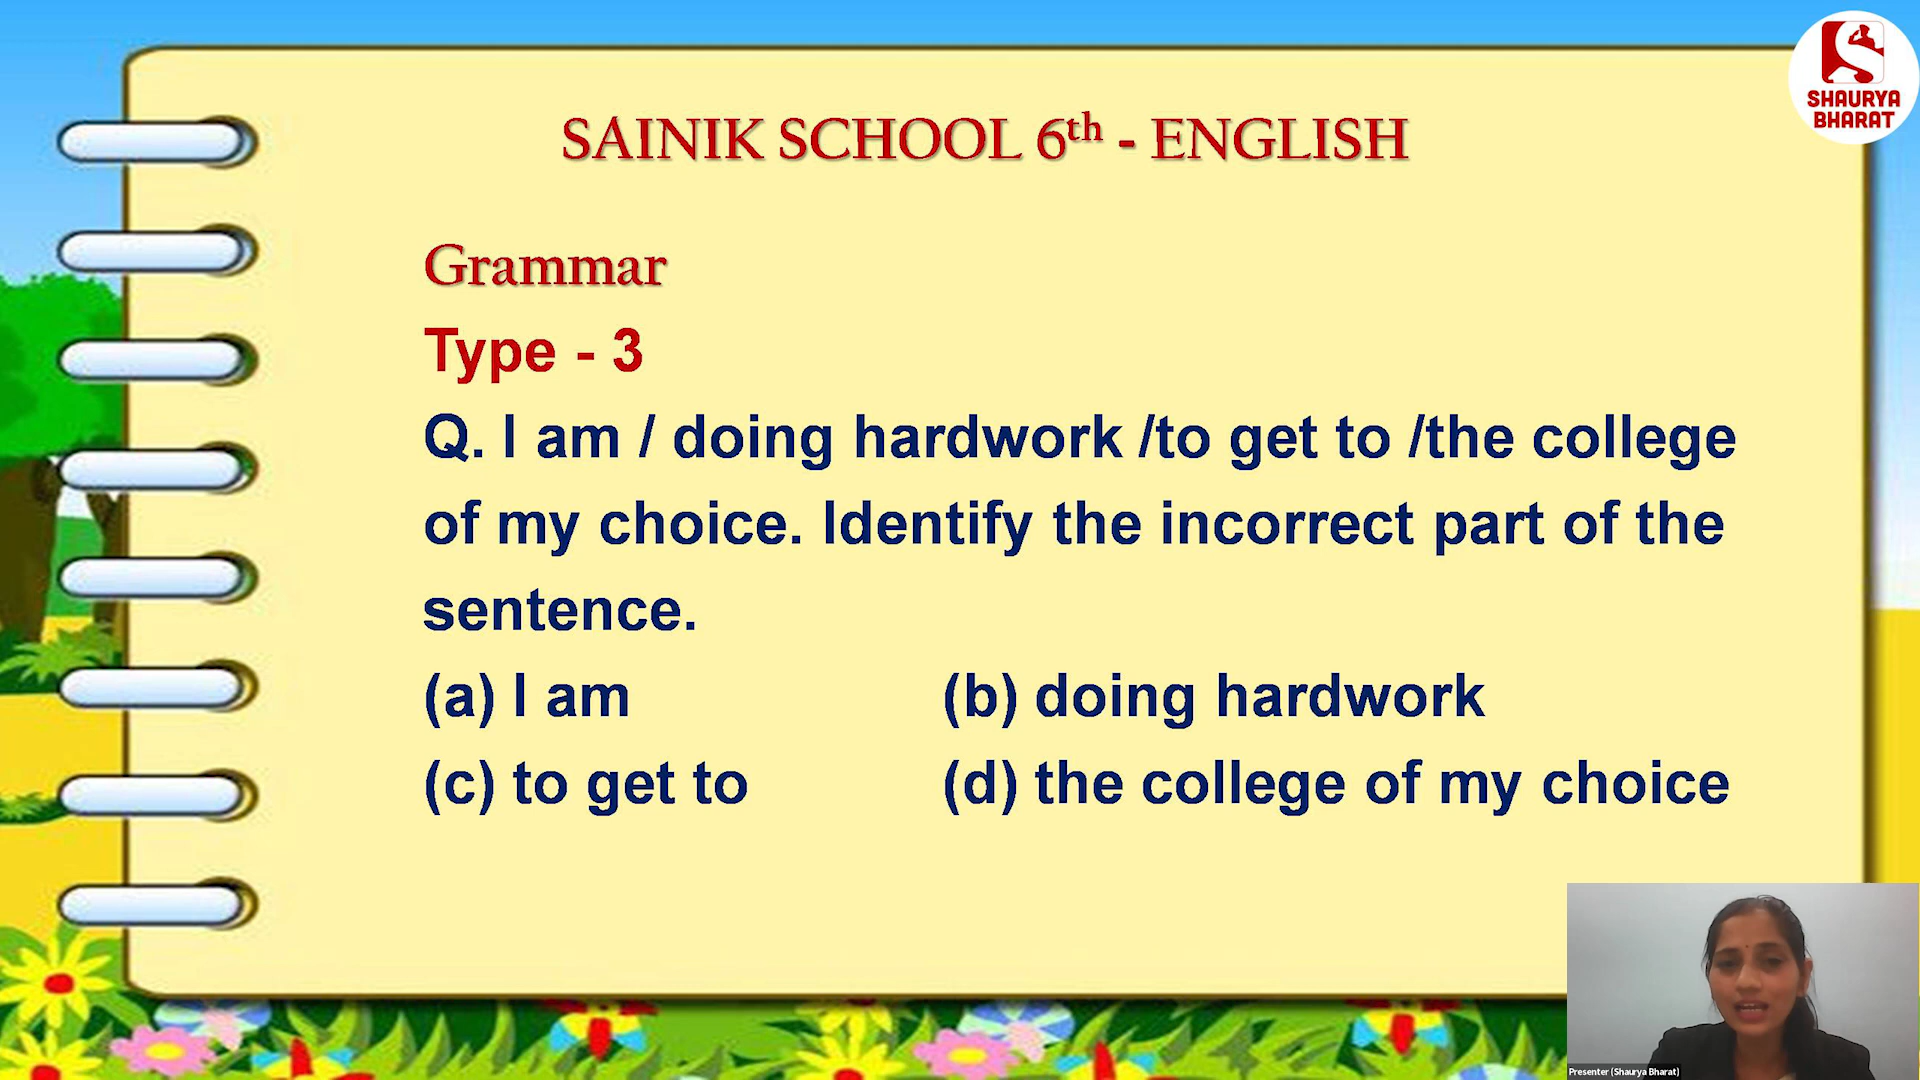 SHAURYA
BHARAT
SAINIK SCHOOL 6th - ENGLISH
Grammar
Type - 3
Q. I am / doing hardwork /to get to /the college
of my choice. Identify the incorrect part of the
sentence.
(a) I am (b) doing hardwork
(c) to get to (d) the college of my choice
Presenter (Shaurya Bharat)